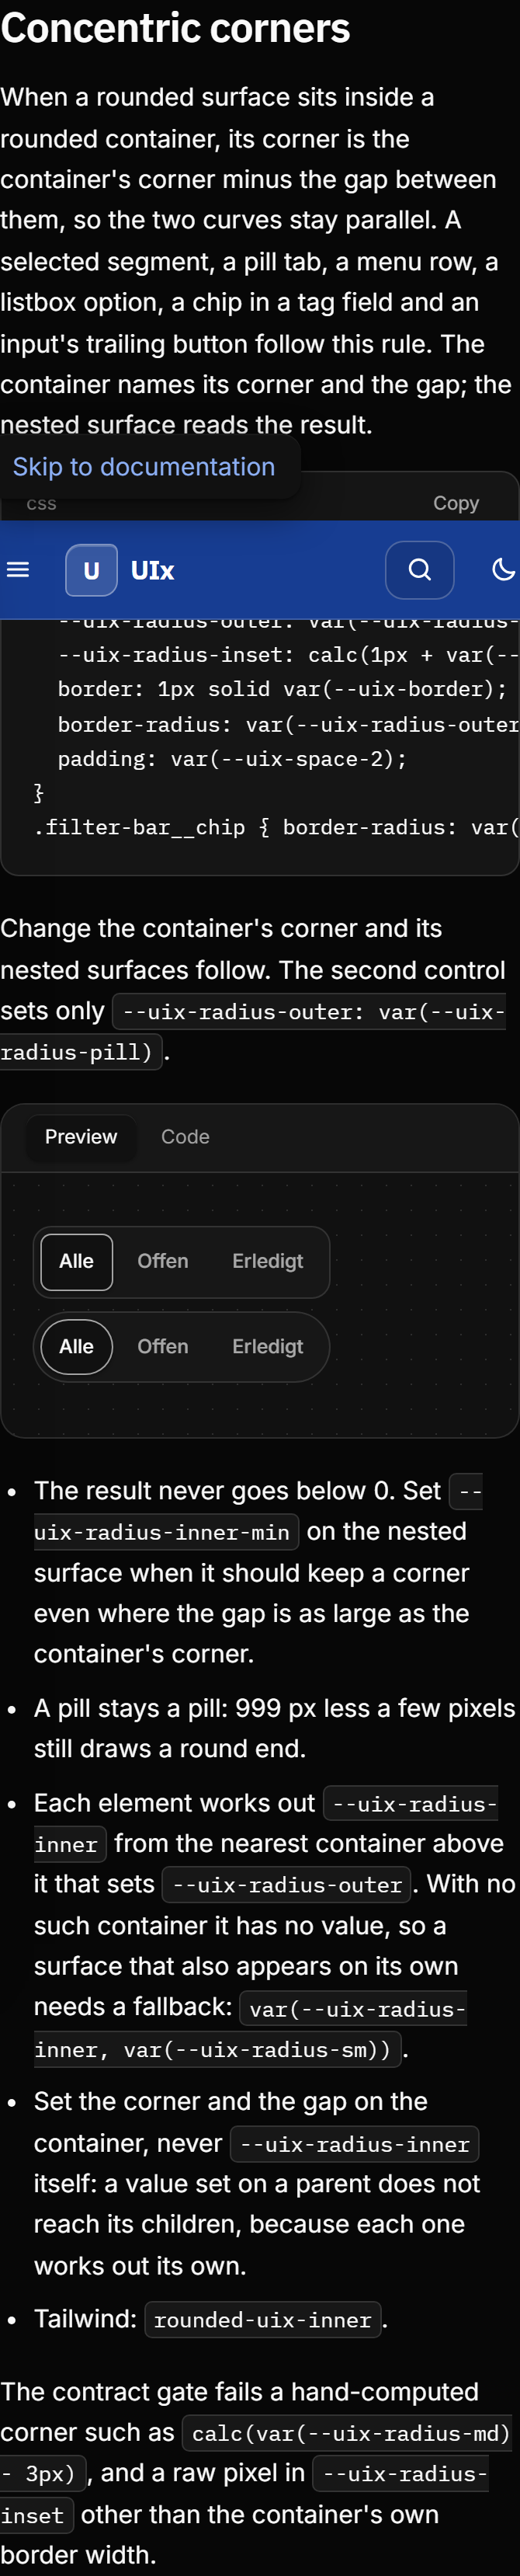 Concentric corners
When a rounded surface sits inside a
rounded container, its corner is the
container's corner minus the gap between
them, so the two curves stay parallel. A
selected segment, a pill tab, a menu row, a
listbox option, a chip in a tag field and an
input's trailing button follow this rule. The
container names its corner and the gap; the
nested surface reads the result.
Skip to documentation
css
Copy
U UIx
--uix-radius-outer: var(--uix-radius-
--uix-radius-inset: calc(1px + var(--
border: 1px solid var(--uix-border);
border-radius: var(--uix-radius-outer
padding: var(--uix-space-2);
}
.filter-bar__chip { border-radius: var(
Change the container's corner and its
nested surfaces follow. The second control
sets only --uix-radius-outer: var(--uix-
radius-pill) .
Preview Code
Alle Offen Erledigt
Alle Offen Erledigt
• The result never goes below 0. Set --
uix-radius-inner-min on the nested
surface when it should keep a corner
even where the gap is as large as the
container's corner.
• A pill stays a pill: 999 px less a few pixels
still draws a round end.
• Each element works out --uix-radius-
inner from the nearest container above
it that sets --uix-radius-outer . With no
such container it has no value, so a
surface that also appears on its own
needs a fallback: var(--uix-radius-
inner, var(--uix-radius-sm)) .
• Set the corner and the gap on the
container, never --uix-radius-inner
itself: a value set on a parent does not
reach its children, because each one
works out its own.
• Tailwind: rounded-uix-inner .
The contract gate fails a hand-computed
corner such as calc(var(--uix-radius-md)
- 3px) , and a raw pixel in --uix-radius-
inset other than the container's own
border width.